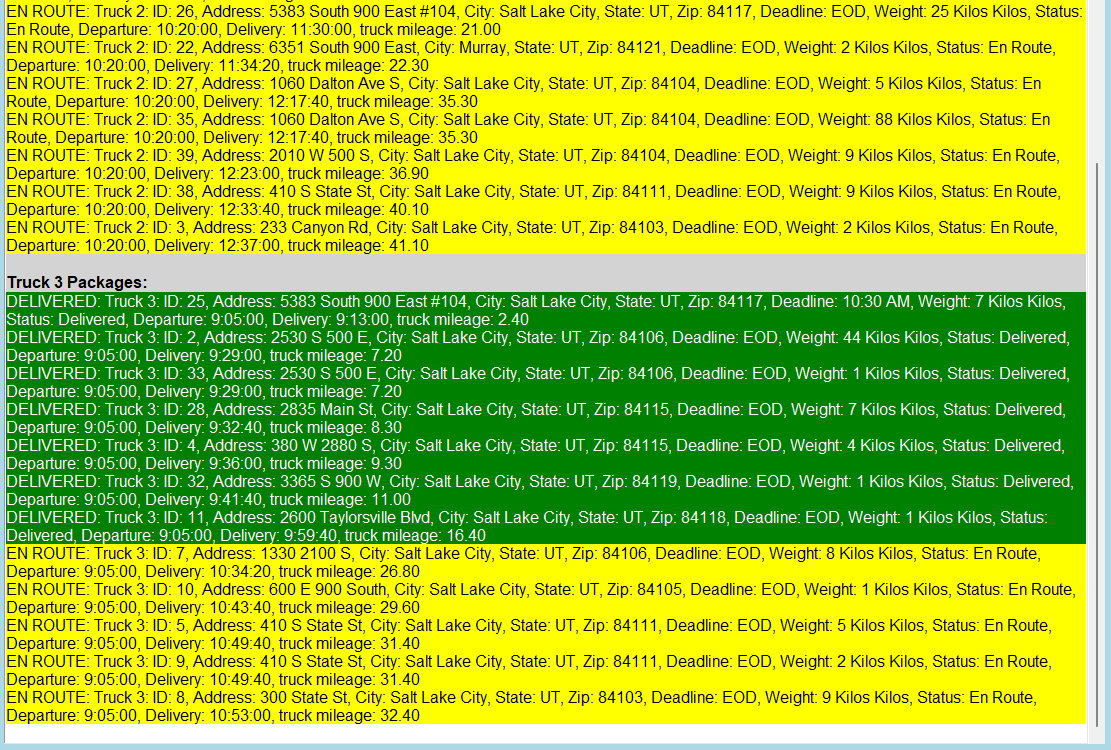 EN ROUTE: Truck 2: ID: 26, Address: 5383 South 900 East #104, City: Salt Lake City, State: UT, Zip: 84117, Deadline: EOD, Weight: 25 Kilos Kilos, Status:
En Route, Departure: 10:20:00, Delivery: 11:30:00, truck mileage: 21.00
EN ROUTE: Truck 2: ID: 22, Address: 6351 South 900 East, City: Murray, State: UT, Zip: 84121, Deadline: EOD, Weight: 2 Kilos Kilos, Status: En Route,
Departure: 10:20:00, Delivery: 11:34:20, truck mileage: 22.30
EN ROUTE: Truck 2: ID: 27, Address: 1060 Dalton Ave S, City: Salt Lake City, State: UT, Zip: 84104, Deadline: EOD, Weight: 5 Kilos Kilos, Status: En
Route, Departure: 10:20:00, Delivery: 12:17:40, truck mileage: 35.30
EN ROUTE: Truck 2: ID: 35, Address: 1060 Dalton Ave S, City: Salt Lake City, State: UT, Zip: 84104, Deadline: EOD, Weight: 88 Kilos Kilos, Status: En
Route, Departure: 10:20:00, Delivery: 12:17:40, truck mileage: 35.30
EN ROUTE: Truck 2: ID: 39, Address: 2010 W 500 S, City: Salt Lake City, State: UT, Zip: 84104, Deadline: EOD, Weight: 9 Kilos Kilos, Status: En Route,
Departure: 10:20:00, Delivery: 12:23:00, truck mileage: 36.90
EN ROUTE: Truck 2: ID: 38, Address: 410 S State St, City: Salt Lake City, State: UT, Zip: 84111, Deadline: EOD, Weight: 9 Kilos Kilos, Status: En Route,
Departure: 10:20:00, Delivery: 12:33:40, truck mileage: 40.10
EN ROUTE: Truck 2: ID: 3, Address: 233 Canyon Rd, City: Salt Lake City, State: UT, Zip: 84103, Deadline: EOD, Weight: 2 Kilos Kilos, Status: En Route,
Departure: 10:20:00, Delivery: 12:37:00, truck mileage: 41.10
Truck 3 Packages:
DELIVERED: Truck 3: ID: 25, Address: 5383 South 900 East #104, City: Salt Lake City, State: UT, Zip: 84117, Deadline: 10:30 AM, Weight: 7 Kilos Kilos,
Status: Delivered, Departure: 9:05:00, Delivery: 9:13:00, truck mileage: 2.40
DELIVERED: Truck 3: ID: 2, Address: 2530 S 500 E, City: Salt Lake City, State: UT, Zip: 84106, Deadline: EOD, Weight: 44 Kilos Kilos, Status: Delivered,
Departure: 9:05:00, Delivery: 9:29:00, truck mileage: 7.20
DELIVERED: Truck 3: ID: 33, Address: 2530 S 500 E, City: Salt Lake City, State: UT, Zip: 84106, Deadline: EOD, Weight: 1 Kilos Kilos, Status: Delivered,
Departure: 9:05:00, Delivery: 9:29:00, truck mileage: 7.20
DELIVERED: Truck 3: ID: 28, Address: 2835 Main St, City: Salt Lake City, State: UT, Zip: 84115, Deadline: EOD, Weight: 7 Kilos Kilos, Status: Delivered,
Departure: 9:05:00, Delivery: 9:32:40, truck mileage: 8.30
DELIVERED: Truck 3: ID: 4, Address: 380 W 2880 S, City: Salt Lake City, State: UT, Zip: 84115, Deadline: EOD, Weight: 4 Kilos Kilos, Status: Delivered,
Departure: 9:05:00, Delivery: 9:36:00, truck mileage: 9.30
DELIVERED: Truck 3: ID: 32, Address: 3365 S 900 W, City: Salt Lake City, State: UT, Zip: 84119, Deadline: EOD, Weight: 1 Kilos Kilos, Status: Delivered,
Departure: 9:05:00, Delivery: 9:41:40, truck mileage: 11.00
DELIVERED: Truck 3: ID: 11, Address: 2600 Taylorsville Blvd, City: Salt Lake City, State: UT, Zip: 84118, Deadline: EOD, Weight: 1 Kilos Kilos, Status:
Delivered, Departure: 9:05:00, Delivery: 9:59:40, truck mileage: 16.40
EN ROUTE: Truck 3: ID: 7, Address: 1330 2100 S, City: Salt Lake City, State: UT, Zip: 84106, Deadline: EOD, Weight: 8 Kilos Kilos, Status: En Route,
Departure: 9:05:00, Delivery: 10:34:20, truck mileage: 26.80
EN ROUTE: Truck 3: ID: 10, Address: 600 E 900 South, City: Salt Lake City, State: UT, Zip: 84105, Deadline: EOD, Weight: 1 Kilos Kilos, Status: En Route,
Departure: 9:05:00, Delivery: 10:43:40, truck mileage: 29.60
EN ROUTE: Truck 3: ID: 5, Address: 410 S State St, City: Salt Lake City, State: UT, Zip: 84111, Deadline: EOD, Weight: 5 Kilos Kilos, Status: En Route,
Departure: 9:05:00, Delivery: 10:49:40, truck mileage: 31.40
EN ROUTE: Truck 3: ID: 9, Address: 410 S State St, City: Salt Lake City, State: UT, Zip: 84111, Deadline: EOD, Weight: 2 Kilos Kilos, Status: En Route,
Departure: 9:05:00, Delivery: 10:49:40, truck mileage: 31.40
EN ROUTE: Truck 3: ID: 8, Address: 300 State St, City: Salt Lake City, State: UT, Zip: 84103, Deadline: EOD, Weight: 9 Kilos Kilos, Status: En Route,
Departure: 9:05:00, Delivery: 10:53:00, truck mileage: 32.40